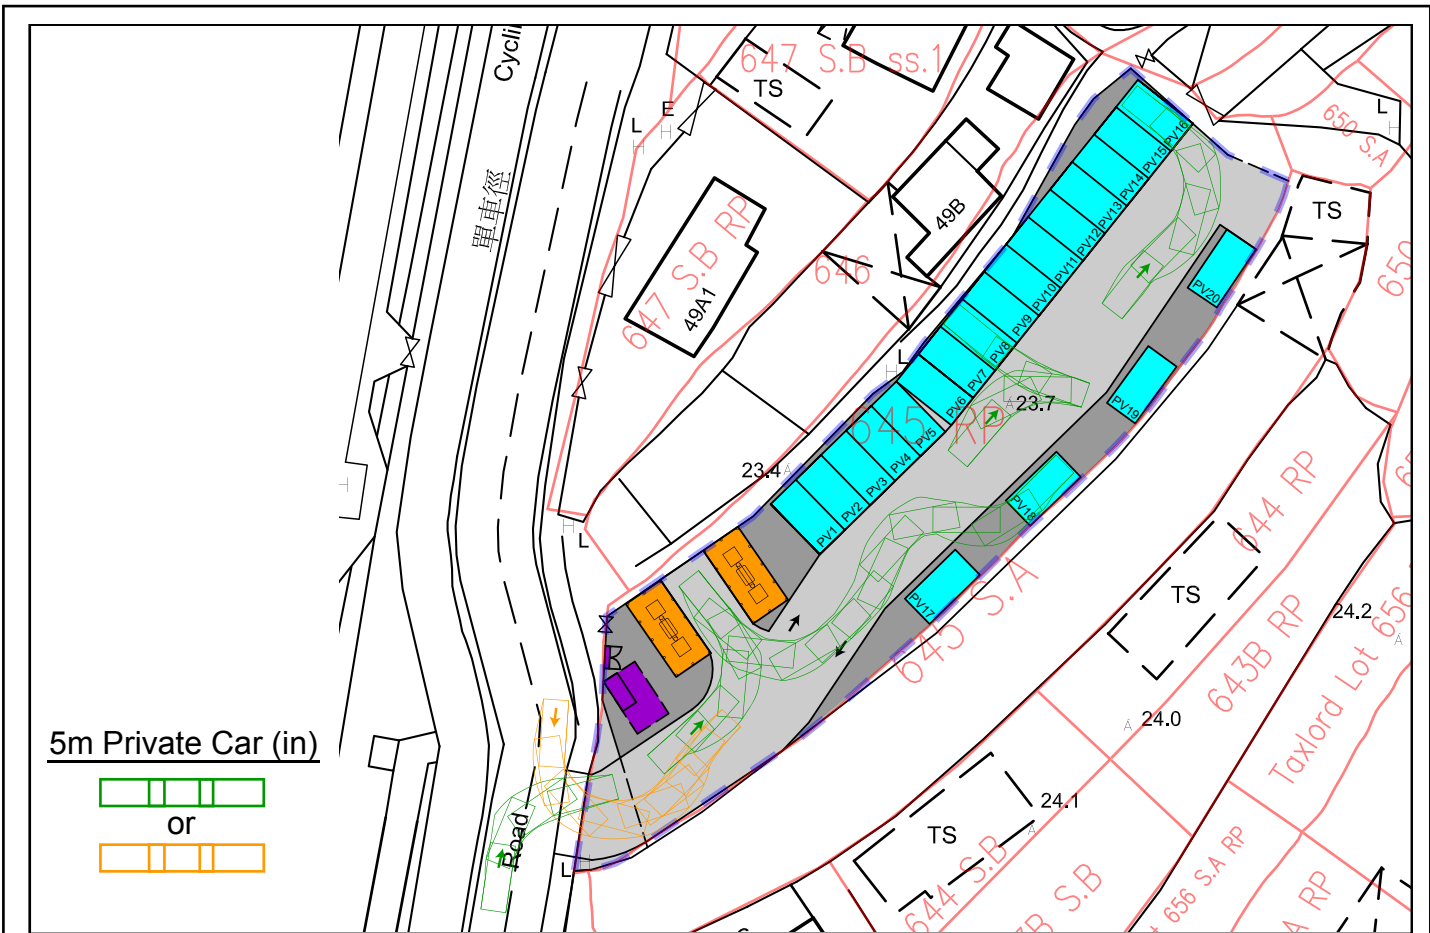 Cycli
單車徑
647 S.B ss.1
TS
E
L
L
650 S.A
TS
650
49B
647 S.B RP
49A1
646
PV16
PV15
PV14
PV13
PV12
PV11
PV10
PV9
PV8
PV7
PV6
PV5
PV4
PV3
PV2
PV1
PV20
PV19
PV18
PV17
L
23.7
645 RP
23.4
L
645 S.A
644 RP
TS
24.2
643B RP
Taxlord Lot 656
24.0
24.1
TS
644 S.B
B S.B
656 S.A RP
A RP
L
Road
5m Private Car (in)
or